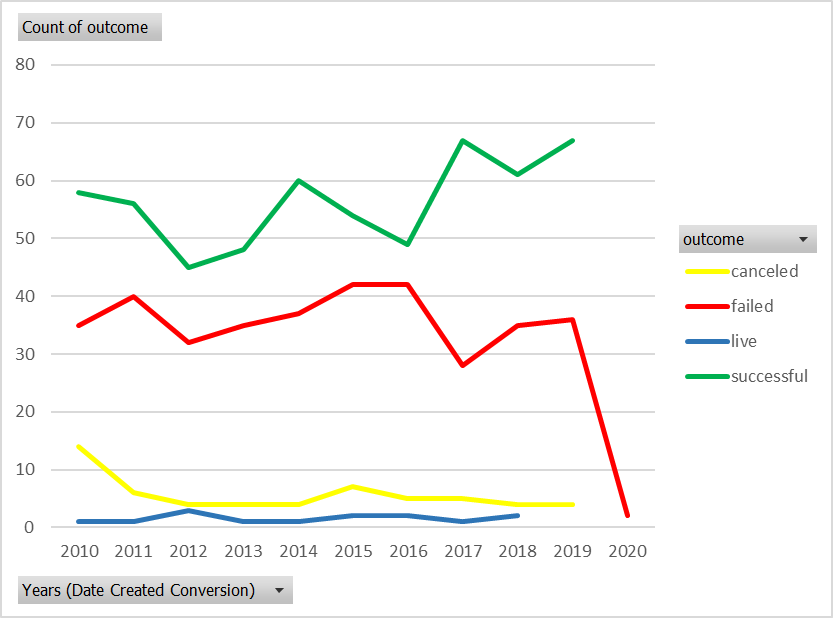 Count of outcome
80
70
60
50
40
30
20
10
0
2010 2011 2012 2013 2014 2015 2016 2017 2018 2019 2020
outcome
canceled
failed
live
successful
Years (Date Created Conversion)